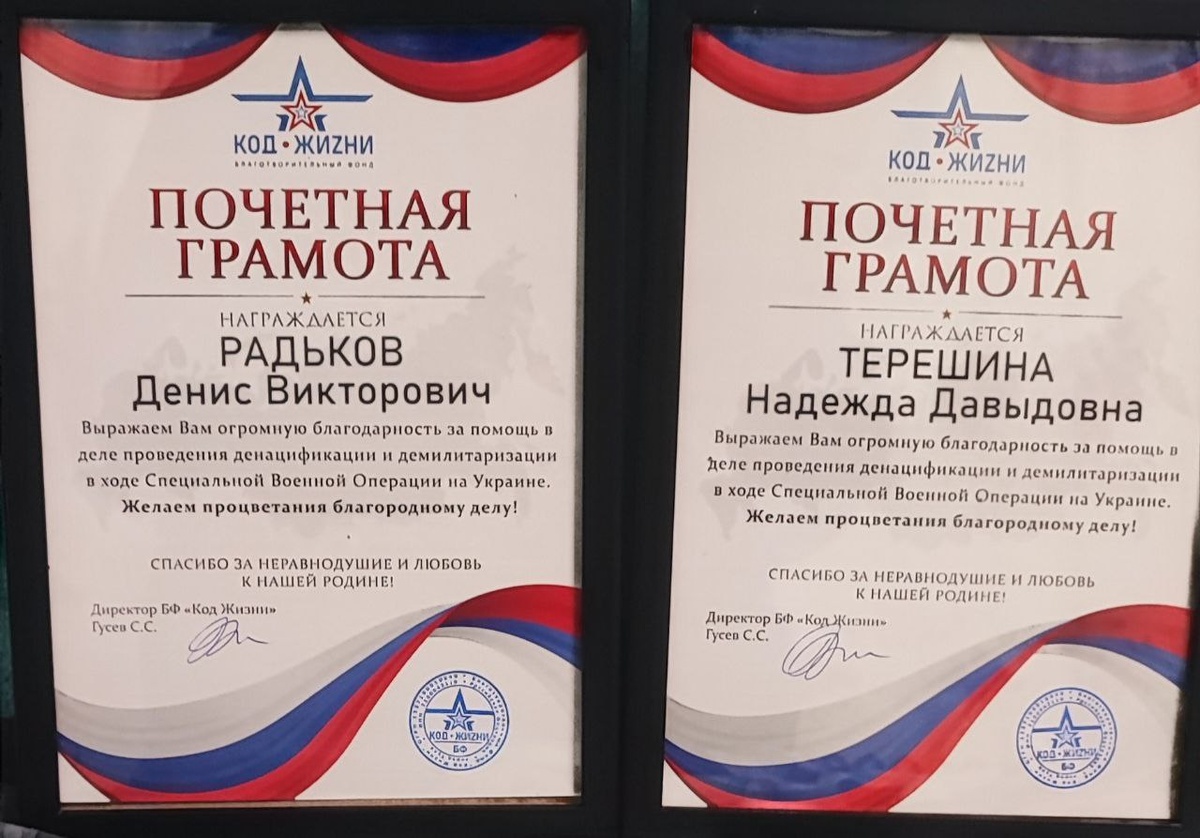 КОД•ЖИZНИ
БЛАГОТВОРИТЕЛЬНЫЙ ФОНД
ПОЧЕТНАЯ
ГРАМОТА
НАГРАЖДАЕТСЯ
РАДЬКОВ
Денис Викторович
Выражаем Вам огромную благодарность за помощь в
деле проведения денацификации и демилитаризации
в ходе Специальной Военной Операции на Украине.
Желаем процветания благородному делу!
СПАСИБО ЗА НЕРАВНОДУШИЕ И ЛЮБОВЬ
К НАШЕЙ РОДИНЕ!
Директор БФ «Код Жизни»
Гусев С.С.
КОД•ЖИZНИ
БФ
КОД•ЖИZНИ
БЛАГОТВОРИТЕЛЬНЫЙ ФОНД
ПОЧЕТНАЯ
ГРАМОТА
НАГРАЖДАЕТСЯ
ТЕРЕШИНА
Надежда Давыдовна
Выражаем Вам огромную благодарность за помощь в
деле проведения денацификации и демилитаризации
в ходе Специальной Военной Операции на Украине.
Желаем процветания благородному делу!
СПАСИБО ЗА НЕРАВНОДУШИЕ И ЛЮБОВЬ
К НАШЕЙ РОДИНЕ!
Директор БФ «Код Жизни»
Гусев С.С.
КОД•ЖИZНИ
БФ